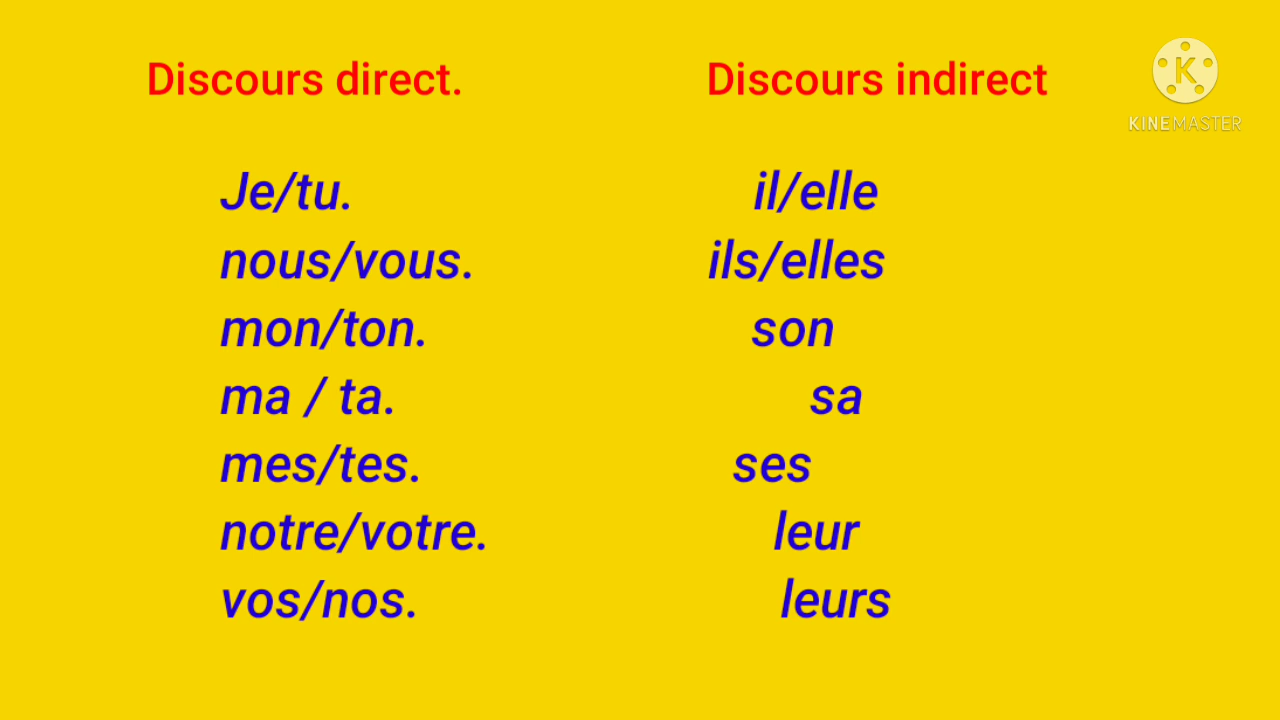 Discours direct. Discours indirect
K
KINEMASTER
Je/tu. il/elle
nous/vous. ils/elles
mon/ton. son
ma / ta. sa
mes/tes. ses
notre/votre. leur
vos/nos. leurs